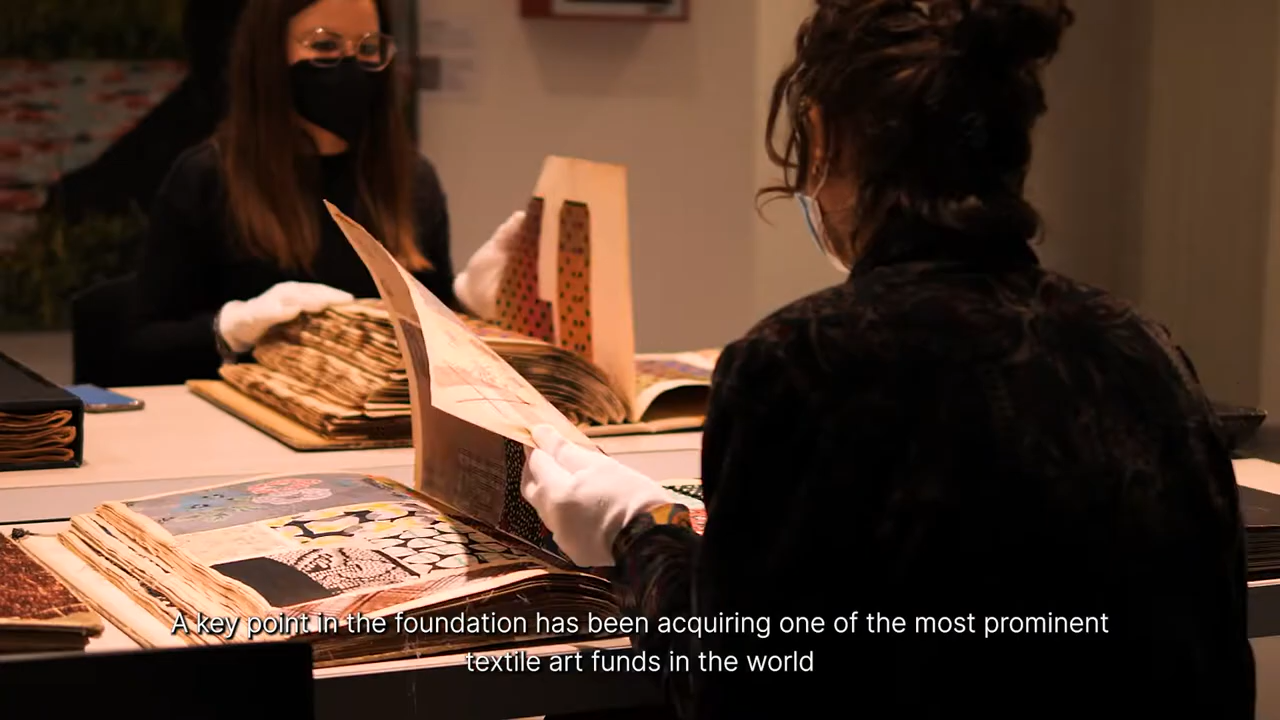 A key point in the foundation has been acquiring one of the most prominent
textile art funds in the world